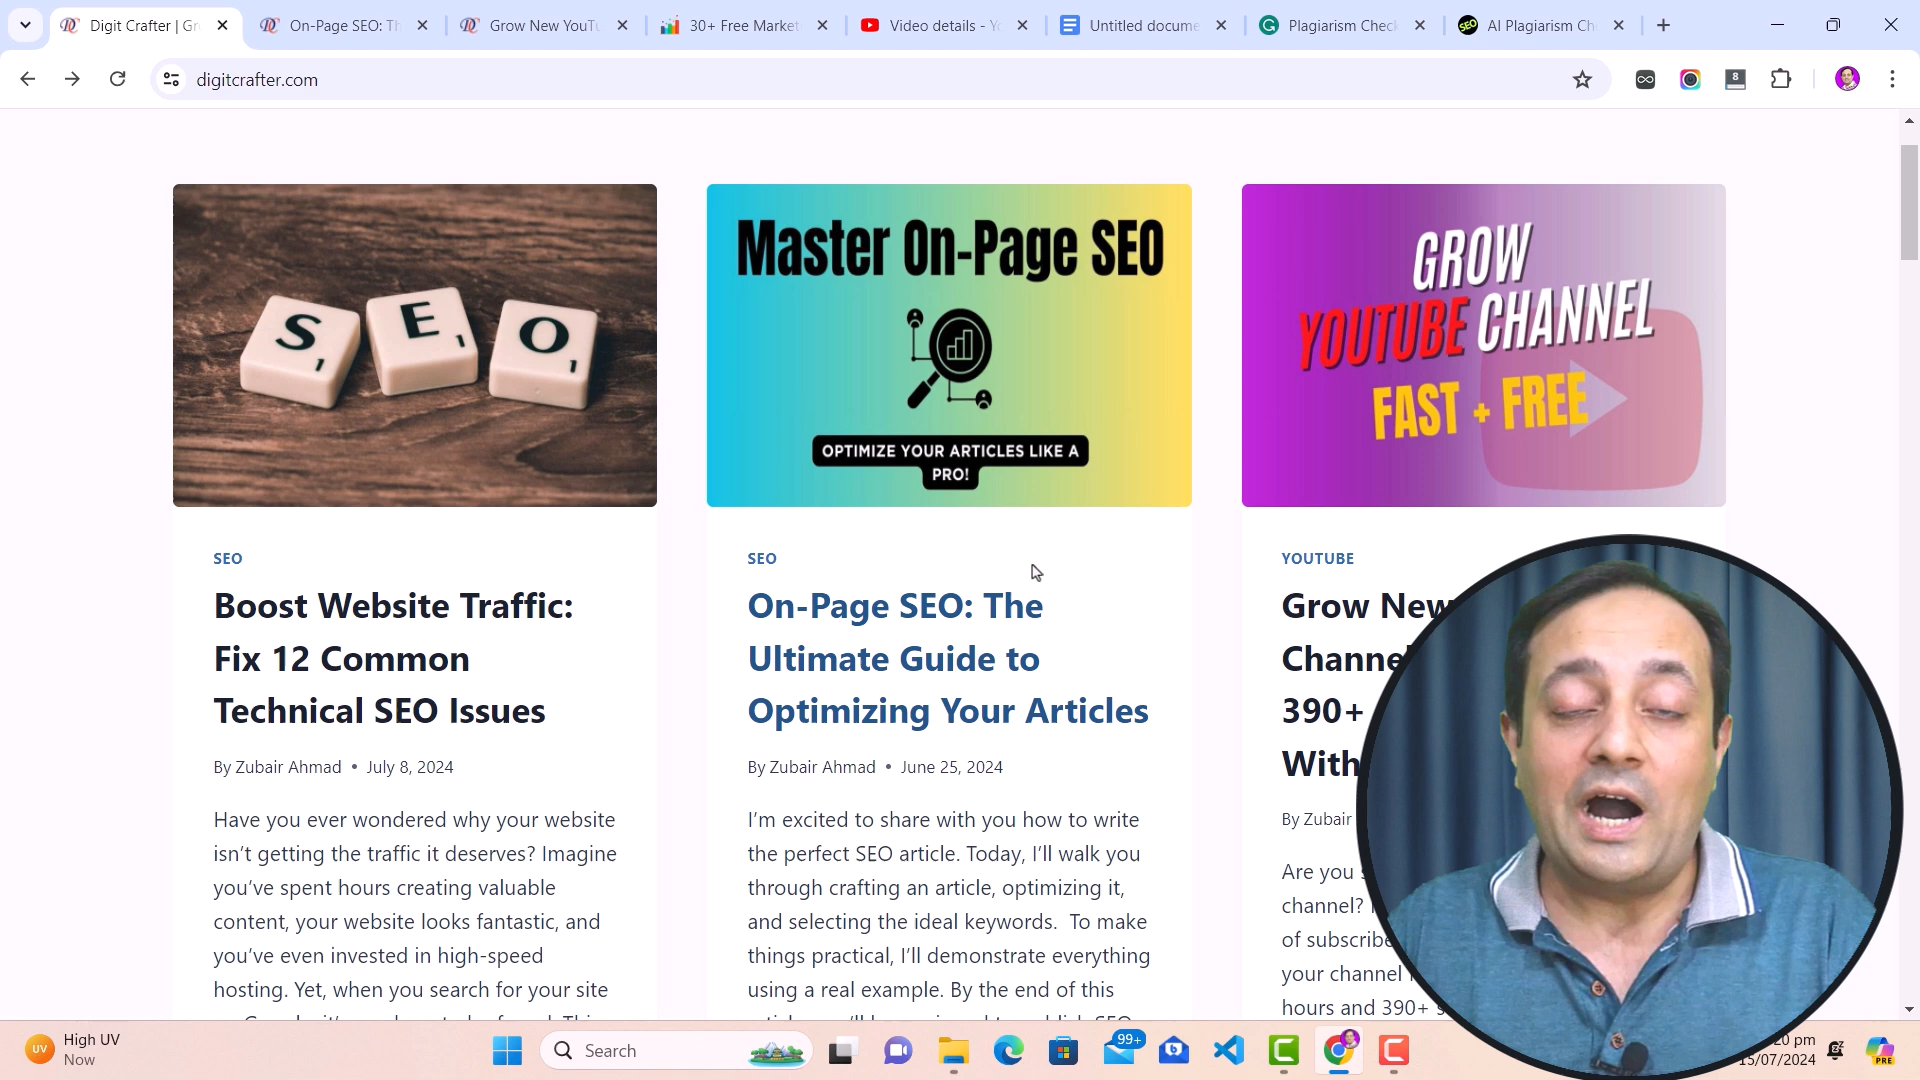 Digit Crafter | Gr
On-Page SEO: Th
Grow New YouTu
30+ Free Market
Video details - Yo
Untitled docume
Plagiarism Check
AI Plagiarism Ch
digitcrafter.com
8
S 1
E 1
O 1
Master On-Page SEO
OPTIMIZE YOUR ARTICLES LIKE A
PRO!
GROW
YOUTUBE CHANNEL
FAST + FREE
SEO
Boost Website Traffic:
Fix 12 Common
Technical SEO Issues
By Zubair Ahmad • July 8, 2024
Have you ever wondered why your website
isn't getting the traffic it deserves? Imagine
you've spent hours creating valuable
content, your website looks fantastic, and
you've even invested in high-speed
hosting. Yet, when you search for your site
SEO
On-Page SEO: The
Ultimate Guide to
Optimizing Your Articles
By Zubair Ahmad • June 25, 2024
I'm excited to share with you how to write
the perfect SEO article. Today, I'll walk you
through crafting an article, optimizing it,
and selecting the ideal keywords. To make
things practical, I'll demonstrate everything
using a real example. By the end of this
YOUTUBE
Grow New
Channel
390+
With
By Zubair
Are you
channel?
of subscribe
your channel
hours and 390+
UV
High UV
Now
Search
99+
20 pm
15/07/2024
PRE